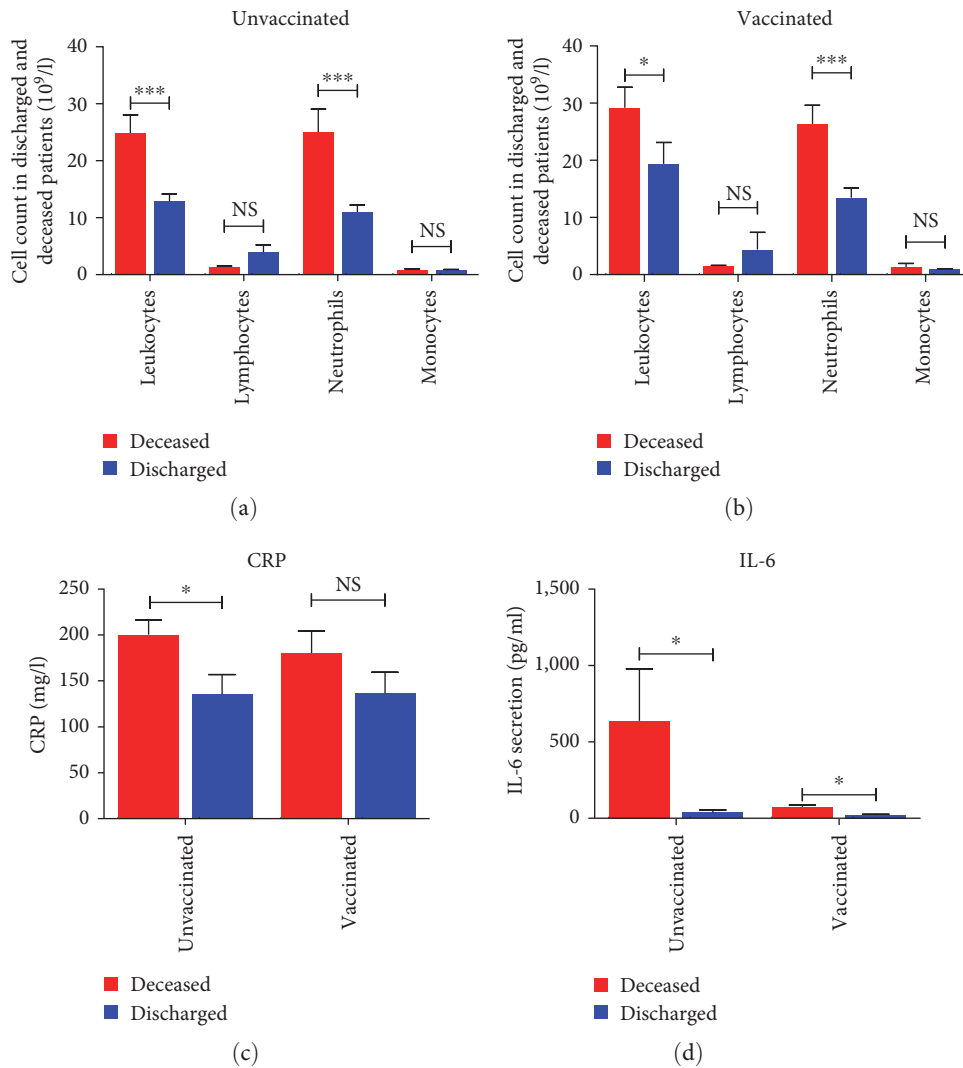 Unvaccinated
Cell count in discharged and
deceased patients (10⁹/l)
40
30
20
10
0
***
NS
***
NS
Leukocytes
Lymphocytes
Neutrophils
Monocytes
Deceased
Discharged
(a)
Vaccinated
Cell count in discharged and
deceased patients (10⁹/l)
40
30
20
10
0
*
NS
***
NS
Leukocytes
Lymphocytes
Neutrophils
Monocytes
Deceased
Discharged
(b)
CRP
CRP (mg/l)
250
200
150
100
50
0
*
NS
Unvaccinated
Vaccinated
Deceased
Discharged
(c)
IL-6
IL-6 secretion (pg/ml)
1,500
1,000
500
0
*
*
Unvaccinated
Vaccinated
Deceased
Discharged
(d)